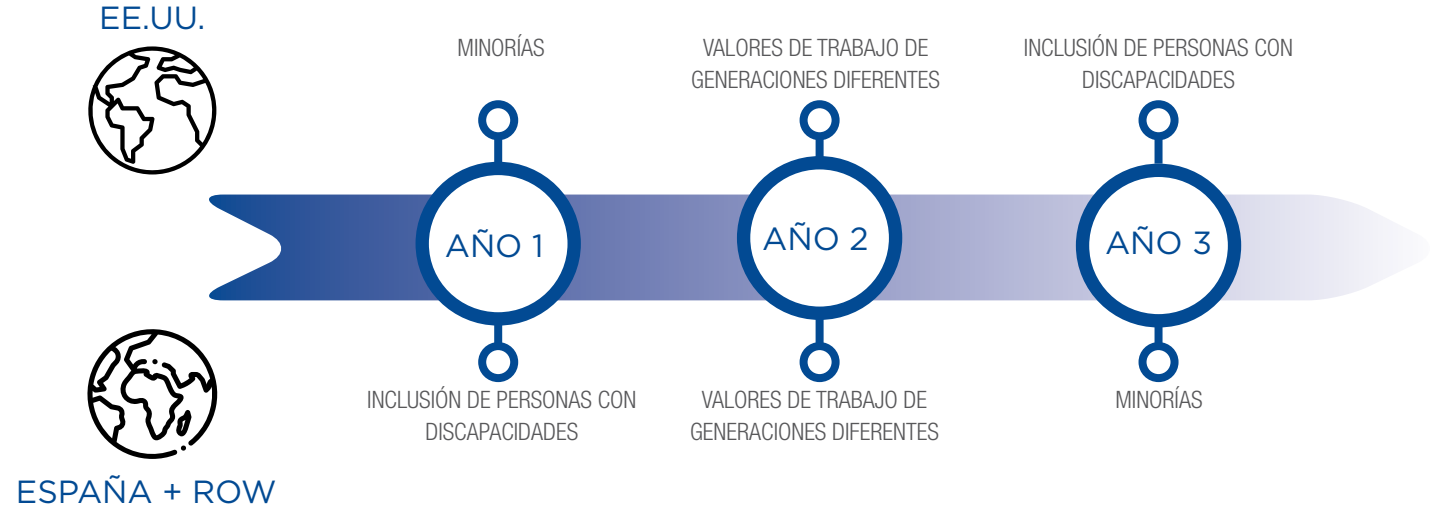 EE.UU.
MINORÍAS
VALORES DE TRABAJO DE
GENERACIONES DIFERENTES
INCLUSIÓN DE PERSONAS CON
DISCAPACIDADES
AÑO 1
AÑO 2
AÑO 3
INCLUSIÓN DE PERSONAS CON
DISCAPACIDADES
VALORES DE TRABAJO DE
GENERACIONES DIFERENTES
MINORÍAS
ESPAÑA + ROW